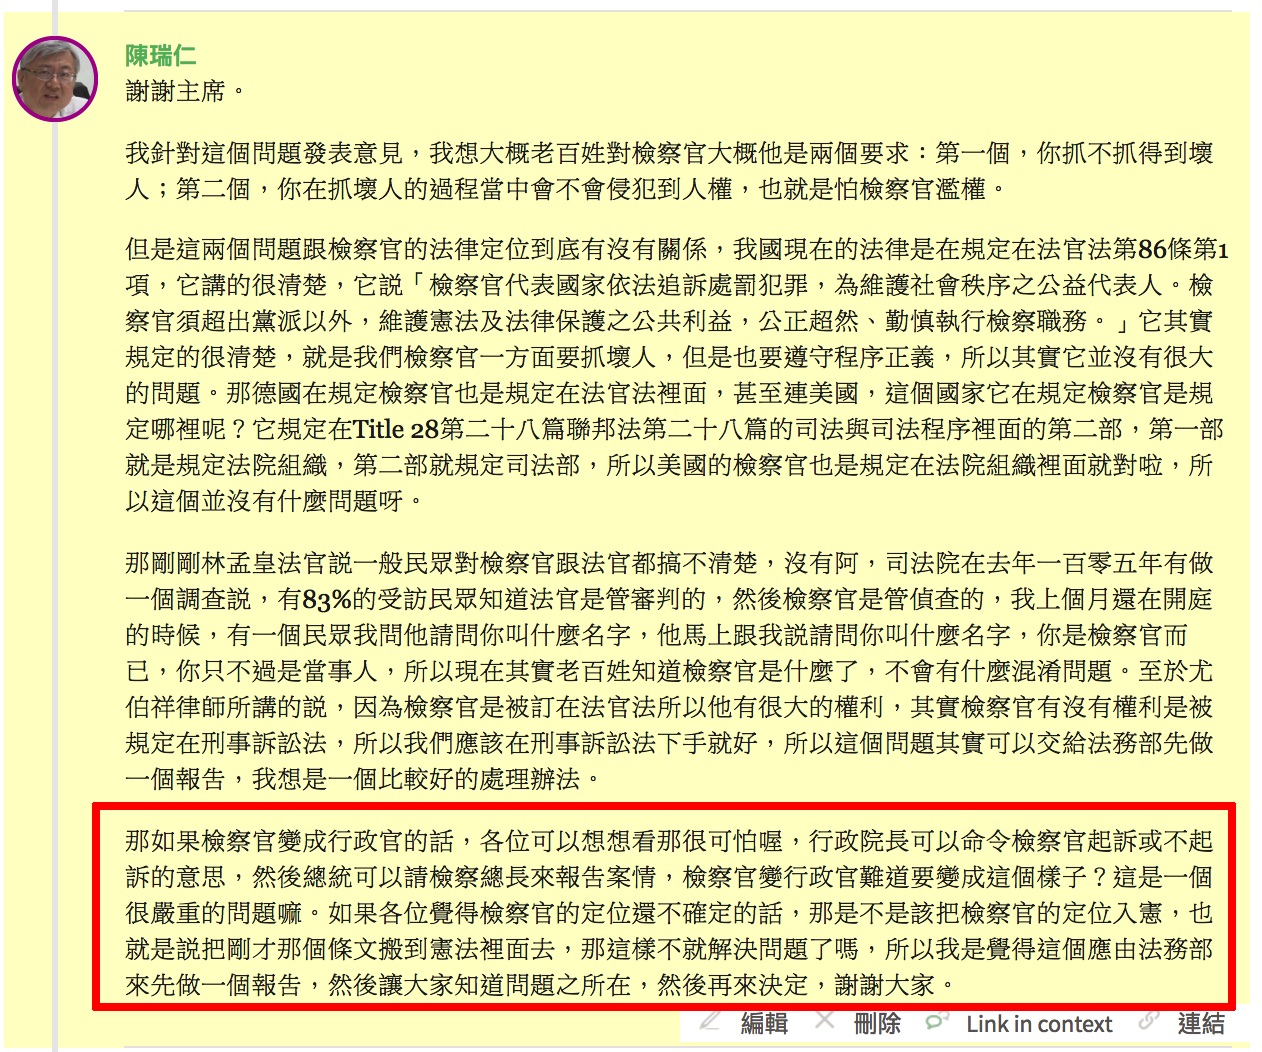 陳瑞仁
謝謝主席。
我針對這個問題發表意見，我想大概老百姓對檢察官大概他是兩個要求：第一個，你抓不抓得到壞
人；第二個，你在抓壞人的過程當中會不會侵犯到人權，也就是怕檢察官濫權。
但是這兩個問題跟檢察官的法律定位到底有沒有關係，我國現在的法律是在規定在法官法第86條第1
項，它講的很清楚，它說「檢察官代表國家依法追訴處罰犯罪，為維護社會秩序之公益代表人。檢
察官須超出黨派以外，維護憲法及法律保護之公共利益，公正超然、勤慎執行檢察職務。」它其實
規定的很清楚，就是我們檢察官一方面要抓壞人，但是也要遵守程序正義，所以其實它並沒有很大
的問題。那德國在規定檢察官也是規定在法官法裡面，甚至連美國，這個國家它在規定檢察官是規
定哪裡呢？它規定在Title 28第二十八篇聯邦法第二十八篇的司法與司法程序裡面的第二部，第一部
就是規定法院組織，第二部就規定司法部，所以美國的檢察官也是規定在法院組織裡面就對啦，所
以這個並沒有什麼問題呀。
那剛剛林孟皇法官說一般民眾對檢察官跟法官都搞不清楚，沒有阿，司法院在去年一百零五年有做
一個調查說，有83%的受訪民眾知道法官是管審判的，然後檢察官是管偵查的，我上個月還在開庭
的時候，有一個民眾我問他請問你叫什麼名字，他馬上跟我說請問你叫什麼名字，你是檢察官而
已，你只不過是當事人，所以現在其實老百姓知道檢察官是什麼了，不會有什麼混淆問題。至於尤
伯祥律師所講的說，因為檢察官是被訂在法官法所以他有很大的權利，其實檢察官有沒有權利是被
規定在刑事訴訟法，所以我們應該在刑事訴訟法下手就好，所以這個問題其實可以交給法務部先做
一個報告，我想是一個比較好的處理辦法。
那如果檢察官變成行政官的話，各位可以想想看那很可怕喔，行政院長可以命令檢察官起訴或不起
訴的意思，然後總統可以請檢察總長來報告案情，檢察官變行政官難道要變成這個樣子？這是一個
很嚴重的問題嘛。如果各位覺得檢察官的定位還不確定的話，那是不是該把檢察官的定位入憲，也
就是說把剛才那個條文搬到憲法裡面去，那這樣不就解決問題了嗎，所以我是覺得這個應由法務部
來先做一個報告，然後讓大家知道問題之所在，然後再來決定，謝謝大家。
編輯 刪除 Link in context 連結